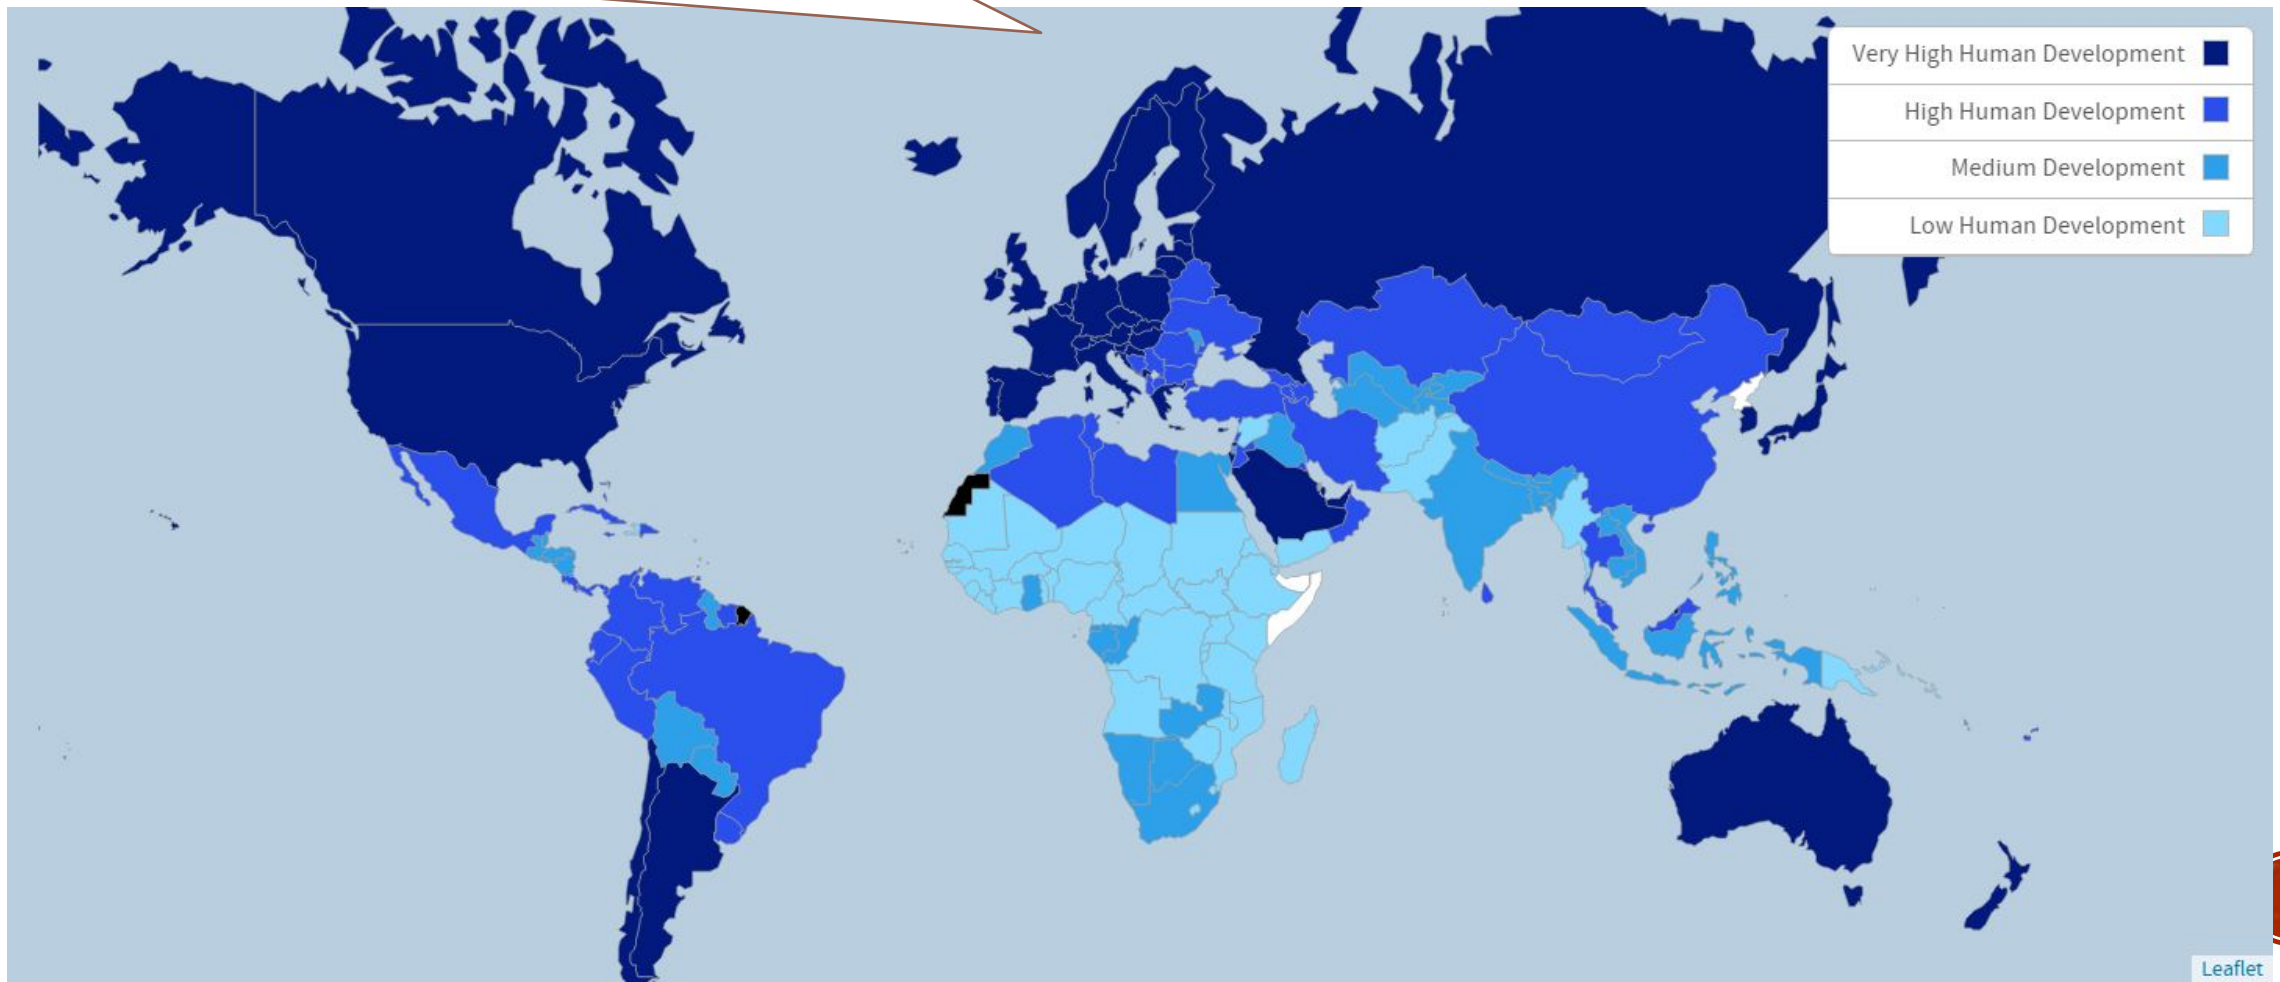 Very High Human Development
High Human Development
Medium Development
Low Human Development
Leaflet